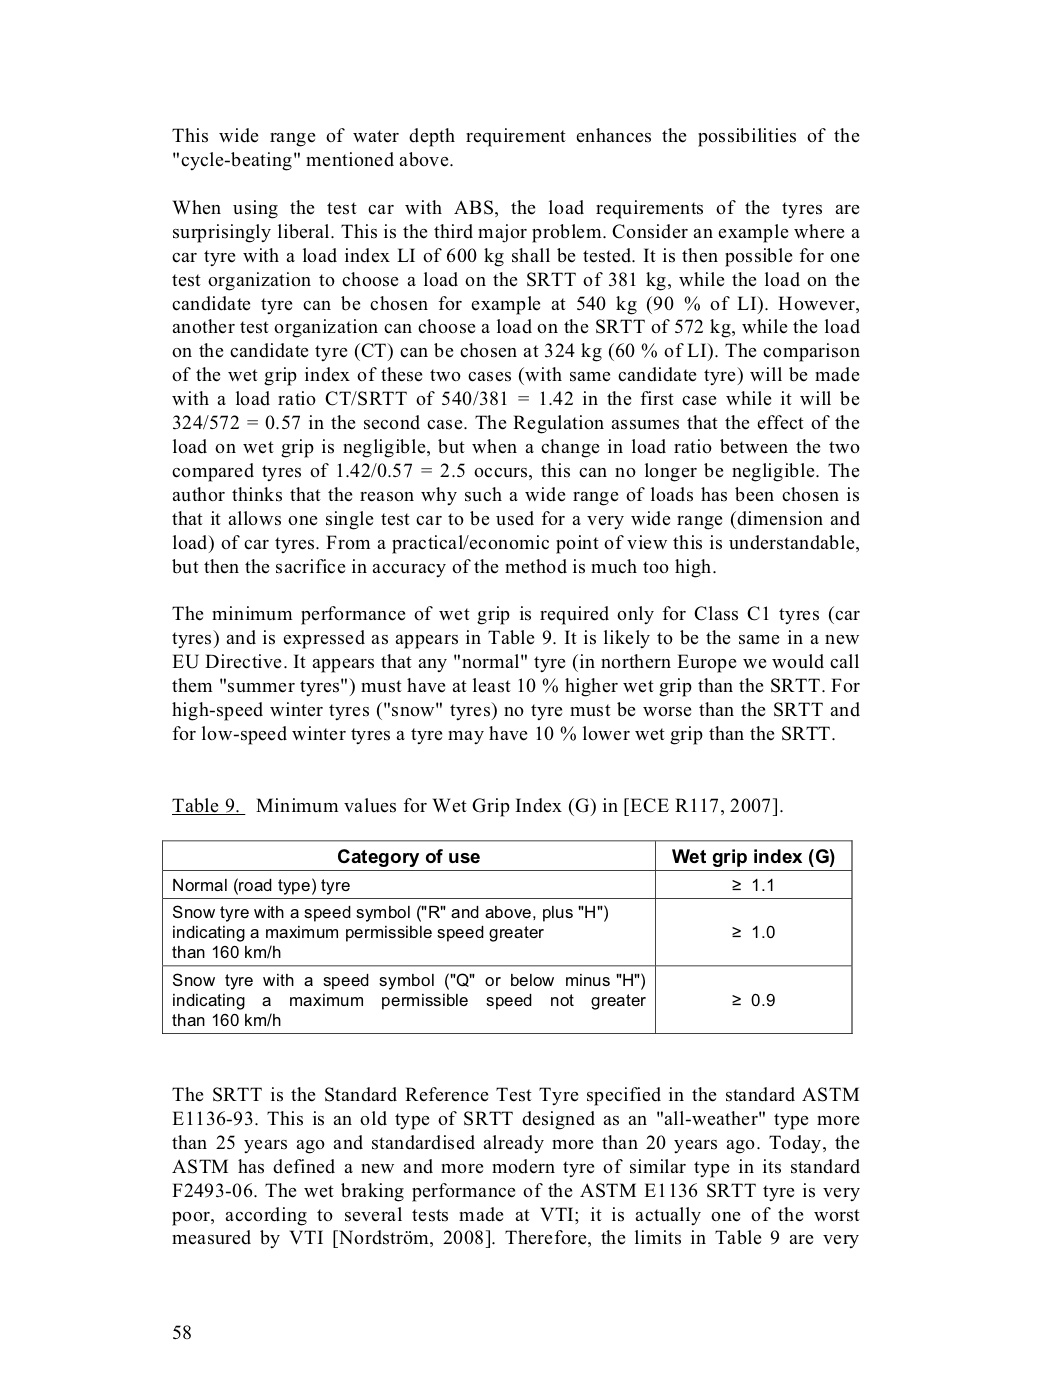 This wide range of water depth requirement enhances the possibilities of the
"cycle-beating" mentioned above.
When using the test car with ABS, the load requirements of the tyres are
surprisingly liberal. This is the third major problem. Consider an example where a
car tyre with a load index LI of 600 kg shall be tested. It is then possible for one
test organization to choose a load on the SRTT of 381 kg, while the load on the
candidate tyre can be chosen for example at 540 kg (90 % of LI). However,
another test organization can choose a load on the SRTT of 572 kg, while the load
on the candidate tyre (CT) can be chosen at 324 kg (60 % of LI). The comparison
of the wet grip index of these two cases (with same candidate tyre) will be made
with a load ratio CT/SRTT of 540/381 = 1.42 in the first case while it will be
324/572 = 0.57 in the second case. The Regulation assumes that the effect of the
load on wet grip is negligible, but when a change in load ratio between the two
compared tyres of 1.42/0.57 = 2.5 occurs, this can no longer be negligible. The
author thinks that the reason why such a wide range of loads has been chosen is
that it allows one single test car to be used for a very wide range (dimension and
load) of car tyres. From a practical/economic point of view this is understandable,
but then the sacrifice in accuracy of the method is much too high.
The minimum performance of wet grip is required only for Class C1 tyres (car
tyres) and is expressed as appears in Table 9. It is likely to be the same in a new
EU Directive. It appears that any "normal" tyre (in northern Europe we would call
them "summer tyres") must have at least 10 % higher wet grip than the SRTT. For
high-speed winter tyres ("snow" tyres) no tyre must be worse than the SRTT and
for low-speed winter tyres a tyre may have 10 % lower wet grip than the SRTT.
Table 9. Minimum values for Wet Grip Index (G) in [ECE R117, 2007].
Category of use Wet grip index (G)
Normal (road type) tyre ≥ 1.1
Snow tyre with a speed symbol ("R" and above, plus "H")
indicating a maximum permissible speed greater ≥ 1.0
than 160 km/h
Snow tyre with a speed symbol ("Q" or below minus "H")
indicating a maximum permissible speed not greater ≥ 0.9
than 160 km/h
The SRTT is the Standard Reference Test Tyre specified in the standard ASTM
E1136-93. This is an old type of SRTT designed as an "all-weather" type more
than 25 years ago and standardised already more than 20 years ago. Today, the
ASTM has defined a new and more modern tyre of similar type in its standard
F2493-06. The wet braking performance of the ASTM E1136 SRTT tyre is very
poor, according to several tests made at VTI; it is actually one of the worst
measured by VTI [Nordström, 2008]. Therefore, the limits in Table 9 are very
58